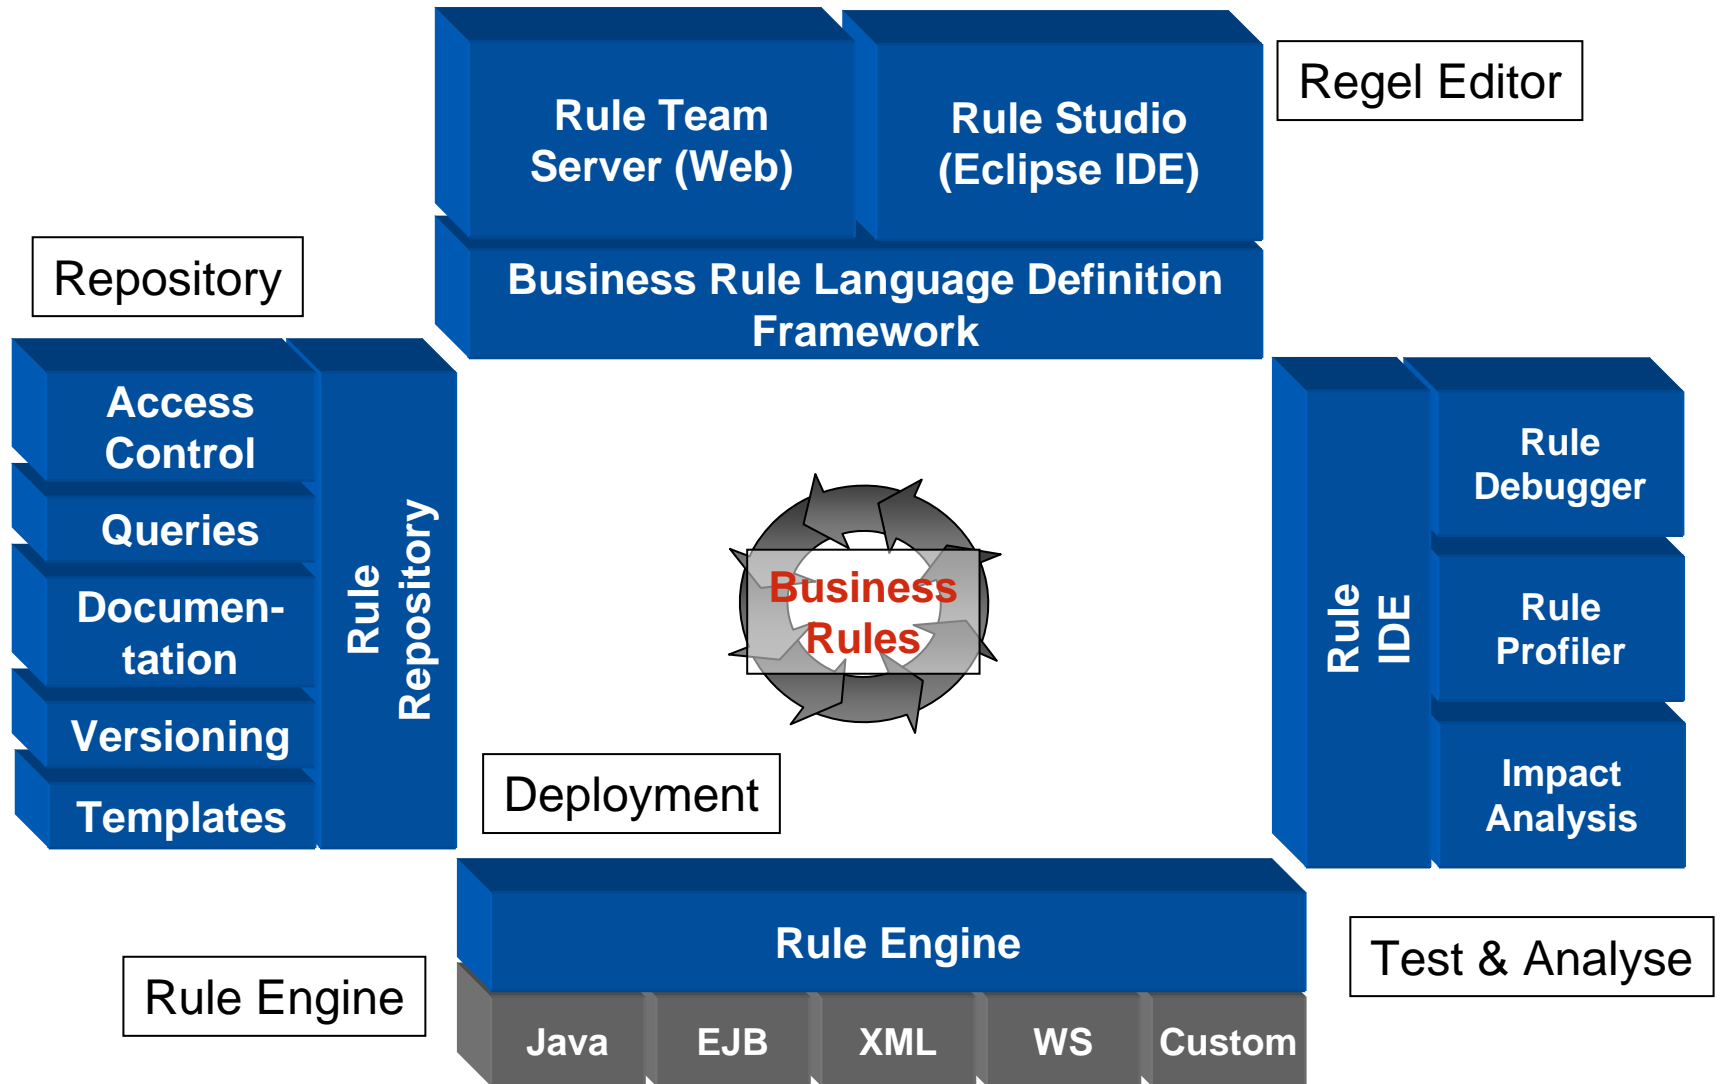 Rule Team
Server (Web)
Rule Studio
(Eclipse IDE)
Regel Editor
Business Rule Language Definition
Framework
Repository
Access
Control
Queries
Documen-
tation
Versioning
Templates
Rule
Repository
Business
Rules
Rule
IDE
Rule
Debugger
Rule
Profiler
Impact
Analysis
Deployment
Rule Engine
Rule Engine
Test & Analyse
Java
EJB
XML
WS
Custom